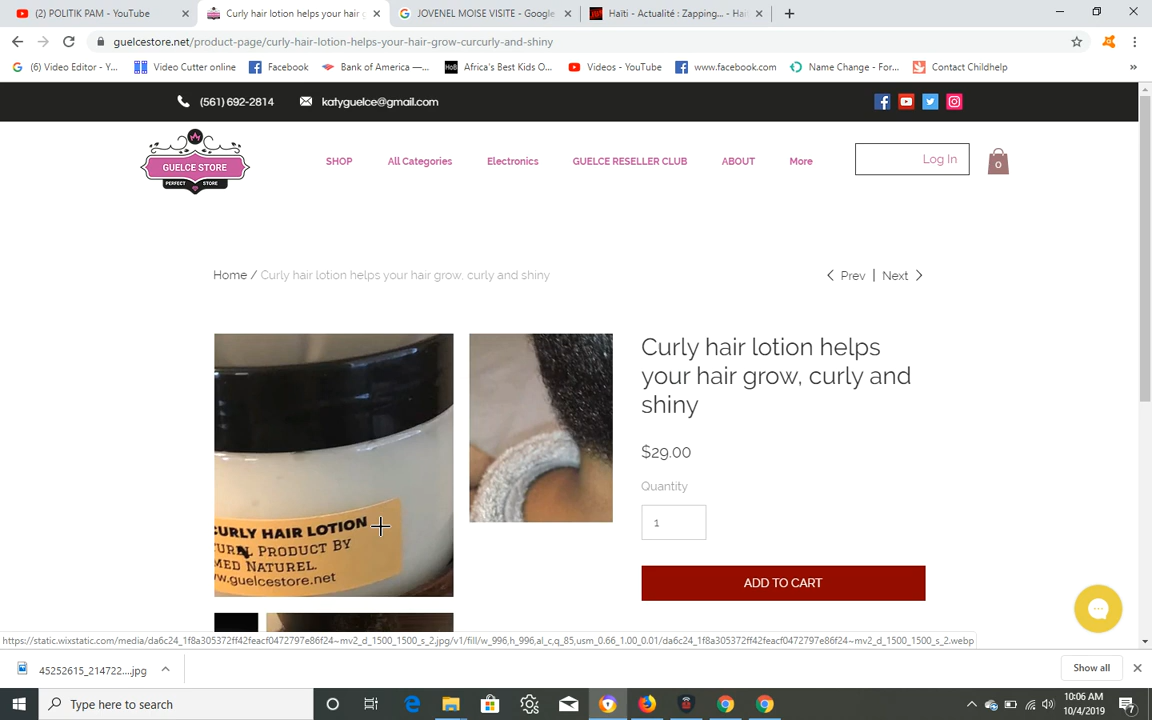 (2) POLITIK PAM - YouTube
Curly hair lotion helps your hair g
JOVENEL MOISE VISITE - Google
Haïti - Actualité : Zapping... - Hai
guelcestore.net/product-page/curly-hair-lotion-helps-your-hair-grow-curcurly-and-shiny
(6) Video Editor - Y...
Video Cutter online
Facebook
Bank of America —...
Africa's Best Kids O...
Videos - YouTube
www.facebook.com
Name Change - For...
Contact Childhelp
(561) 692-2814
katyguelce@gmail.com
GUELCE STORE
PERFECT STORE
SHOP
All Categories
Electronics
GUELCE RESELLER CLUB
ABOUT
More
Log In
0
Home / Curly hair lotion helps your hair grow, curly and shiny
Prev | Next
CURLY HAIR LOTION
TUREL PRODUCT BY
MED NATUREL.
w.guelcestore.net
Curly hair lotion helps
your hair grow, curly and
shiny
$29.00
Quantity
1
ADD TO CART
https://static.wixstatic.com/media/da6c24_1f8a305372ff42feacf0472797e86f24~mv2_d_1500_1500_s_2.jpg/v1/fill/w_996,h_996,al_c,q_85,usm_0.66_1.00_0.01/da6c24_1f8a305372ff42feacf0472797e86f24~mv2_d_1500_1500_s_2.webp
45252615_214722....jpg
Show all
Type here to search
10:06 AM
10/4/2019
7